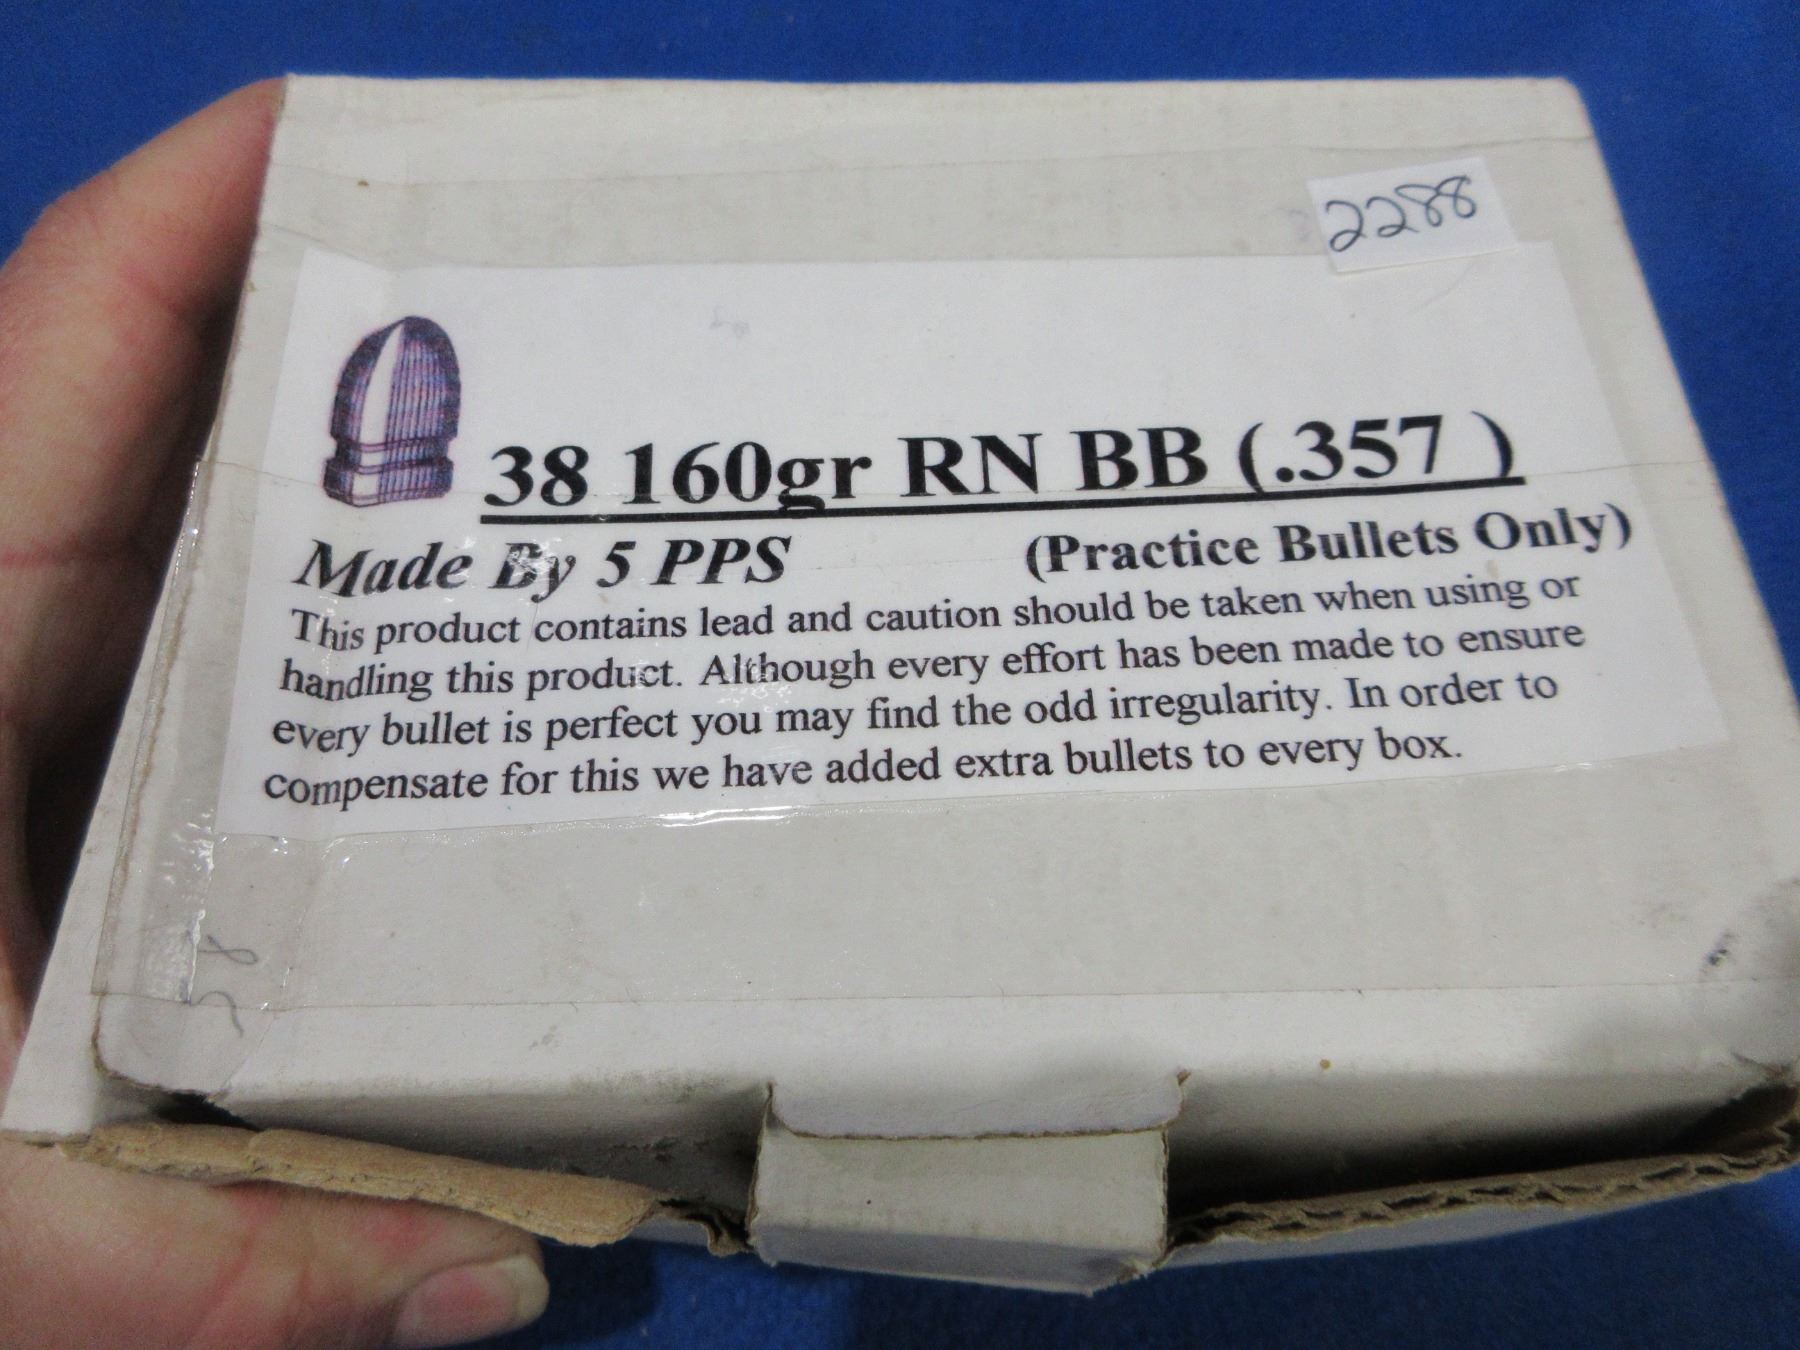 2288
38 160gr RN BB (.357 )
Made By 5 PPS (Practice Bullets Only)
This product contains lead and caution should be taken when using or
handling this product. Although every effort has been made to ensure
every bullet is perfect you may find the odd irregularity. In order to
compensate for this we have added extra bullets to every box.